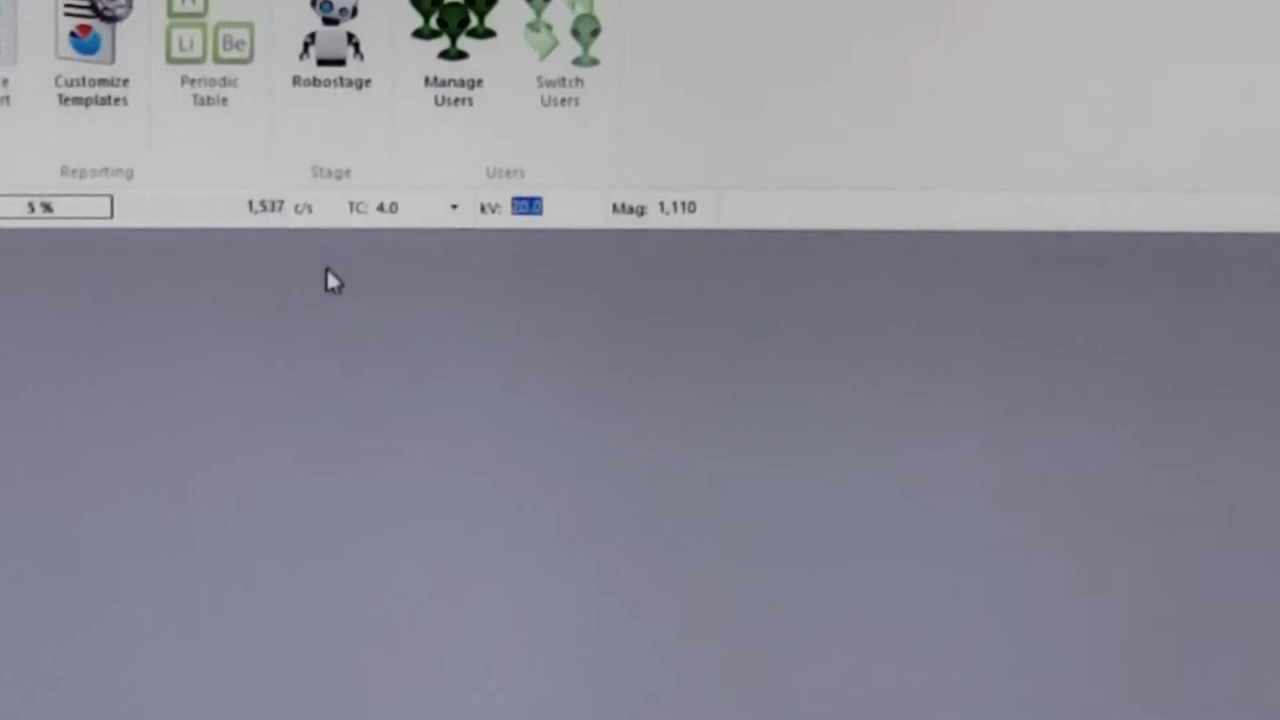 Li Be
Customize Templates
Periodic Table
Robostage
Manage Users
Switch Users
Reporting
Stage
Users
5 %
1,537 c/s
TC: 4.0
kV:
Mag: 1,110